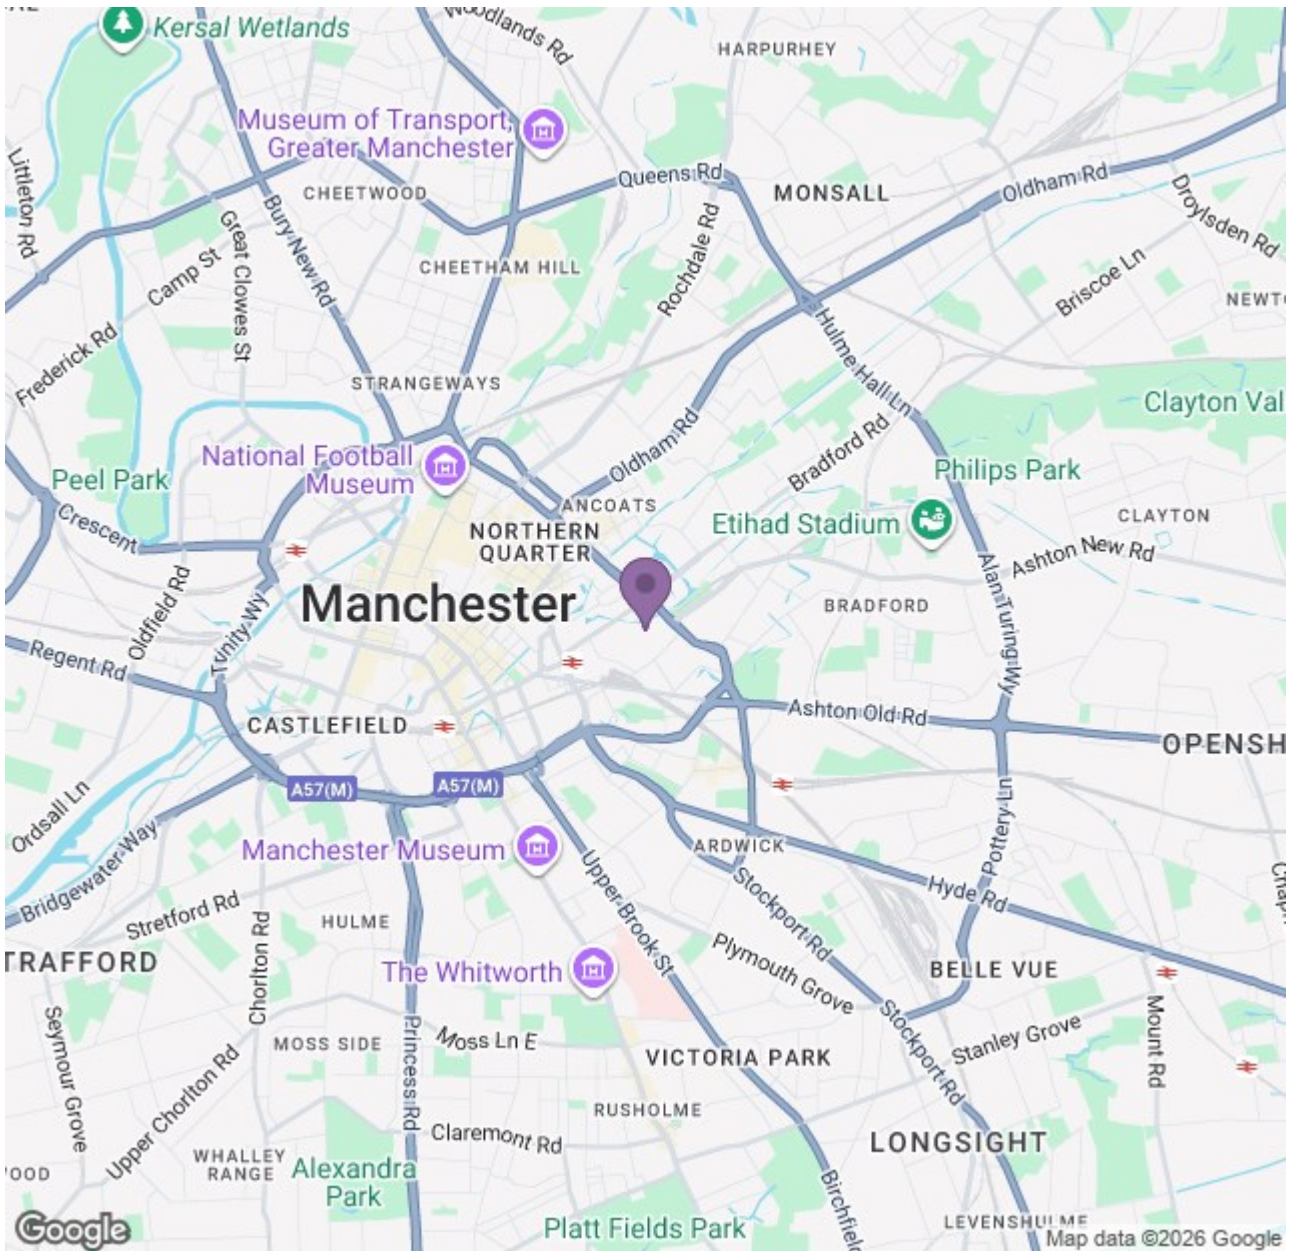 Kersal Wetlands
Woodlands Rd
HARPURHEY
Museum of Transport,
Greater Manchester
Littleton Rd
CHEETWOOD
Queens Rd
MONSALL
Oldham Rd
Droylsden Rd
Bury New Rd
Great Clowes St
Camp St
CHEETHAM HILL
Rochdale Rd
Briscoe Ln
NEWT
Frederick Rd
Hulme Hall Ln
STRANGEWAYS
Clayton Val
National Football
Museum
Oldham Rd
Bradford Rd
Peel Park
Philips Park
Crescent
ANCOATS
NORTHERN
QUARTER
Etihad Stadium
CLAYTON
Ashton New Rd
Oldfield Rd
Manchester
BRADFORD
Alan Turing Wy
Trinity Wy
Regent Rd
CASTLEFIELD
Ashton Old Rd
OPENSH
A57(M)
A57(M)
Ordsall Ln
Pottery Ln
Bridgewater Way
Manchester Museum
ARDWICK
Upper Brook St
Hyde Rd
Stretford Rd
HULME
Chorlton Rd
Stockport Rd
TRAFFORD
The Whitworth
Plymouth Grove
BELLE VUE
Seymour Grove
MOSS SIDE
Moss Ln E
Princess Rd
VICTORIA PARK
Stockport Rd
Stanley Grove
Mount Rd
Upper Chorlton Rd
RUSHOLME
Claremont Rd
LONGSIGHT
WHALLEY
RANGE
Alexandra
Park
OOD
Birchfield
Platt Fields Park
LEVENSHULME
Google
Map data ©2026 Google